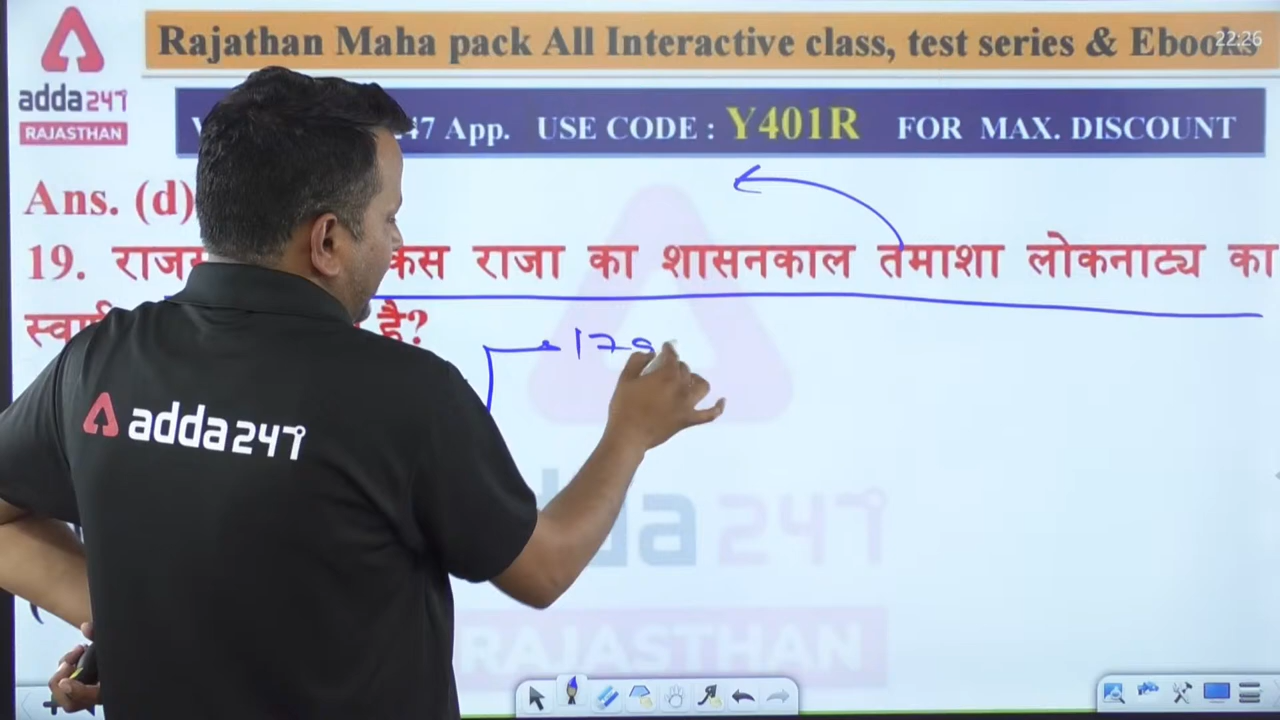 Rajathan Maha pack All Interactive class, test series & Ebooks
22:26
adda247
RAJASTHAN
47 App. USE CODE : Y401R FOR MAX. DISCOUNT
Ans. (d)
19. राजा का शासनकाल तमाशा लोकनाट्य का
है?
adda247
RAJASTHAN
adda247